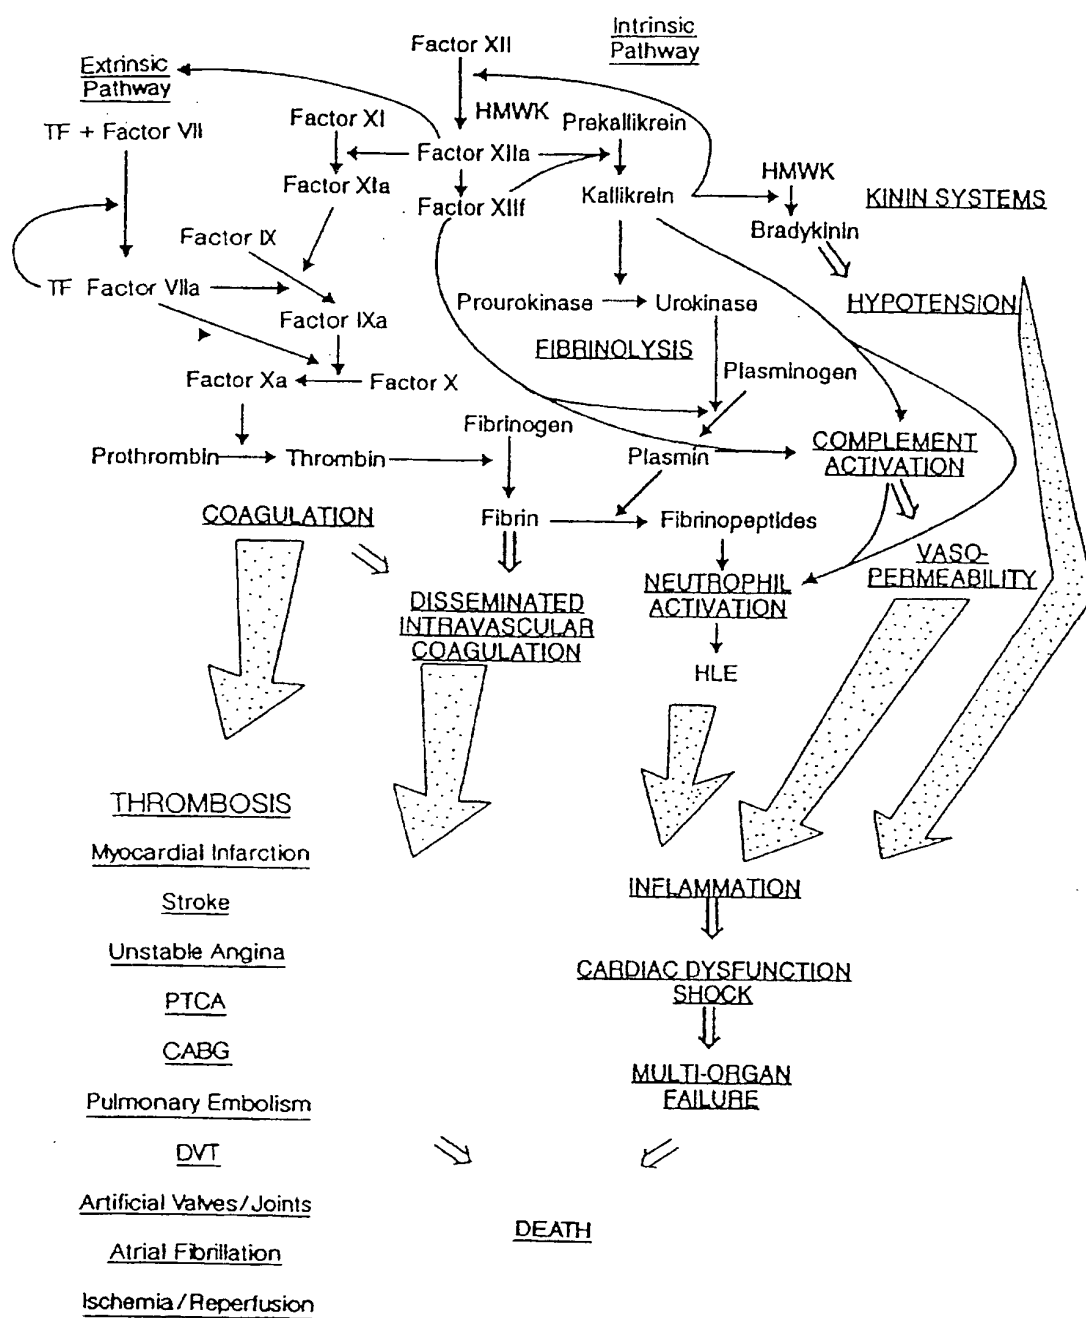 Intrinsic
Pathway
Factor XII
Extrinsic
Pathway
HMWK
Factor XI
Prekallikrein
TF + Factor VII
Factor XIIa
HMWK
Factor XIa
Factor XIIf
Kallikrein
KININ SYSTEMS
Bradykinin
Factor IX
TF Factor VIIa
Prourokinase
Urokinase
HYPOTENSION
Factor IXa
FIBRINOLYSIS
Plasminogen
Factor Xa
Factor X
Fibrinogen
COMPLEMENT
ACTIVATION
Prothrombin
Thrombin
Plasmin
COAGULATION
Fibrin
Fibrinopeptides
VASO-
PERMEABILITY
NEUTROPHIL
ACTIVATION
DISSEMINATED
INTRAVASCULAR
COAGULATION
HLE
THROMBOSIS
Myocardial Infarction
Stroke
Unstable Angina
PTCA
CABG
Pulmonary Embolism
DVT
Artificial Valves/Joints
Atrial Fibrillation
Ischemia/Reperfusion
INFLAMMATION
CARDIAC DYSFUNCTION
SHOCK
MULTI-ORGAN
FAILURE
DEATH